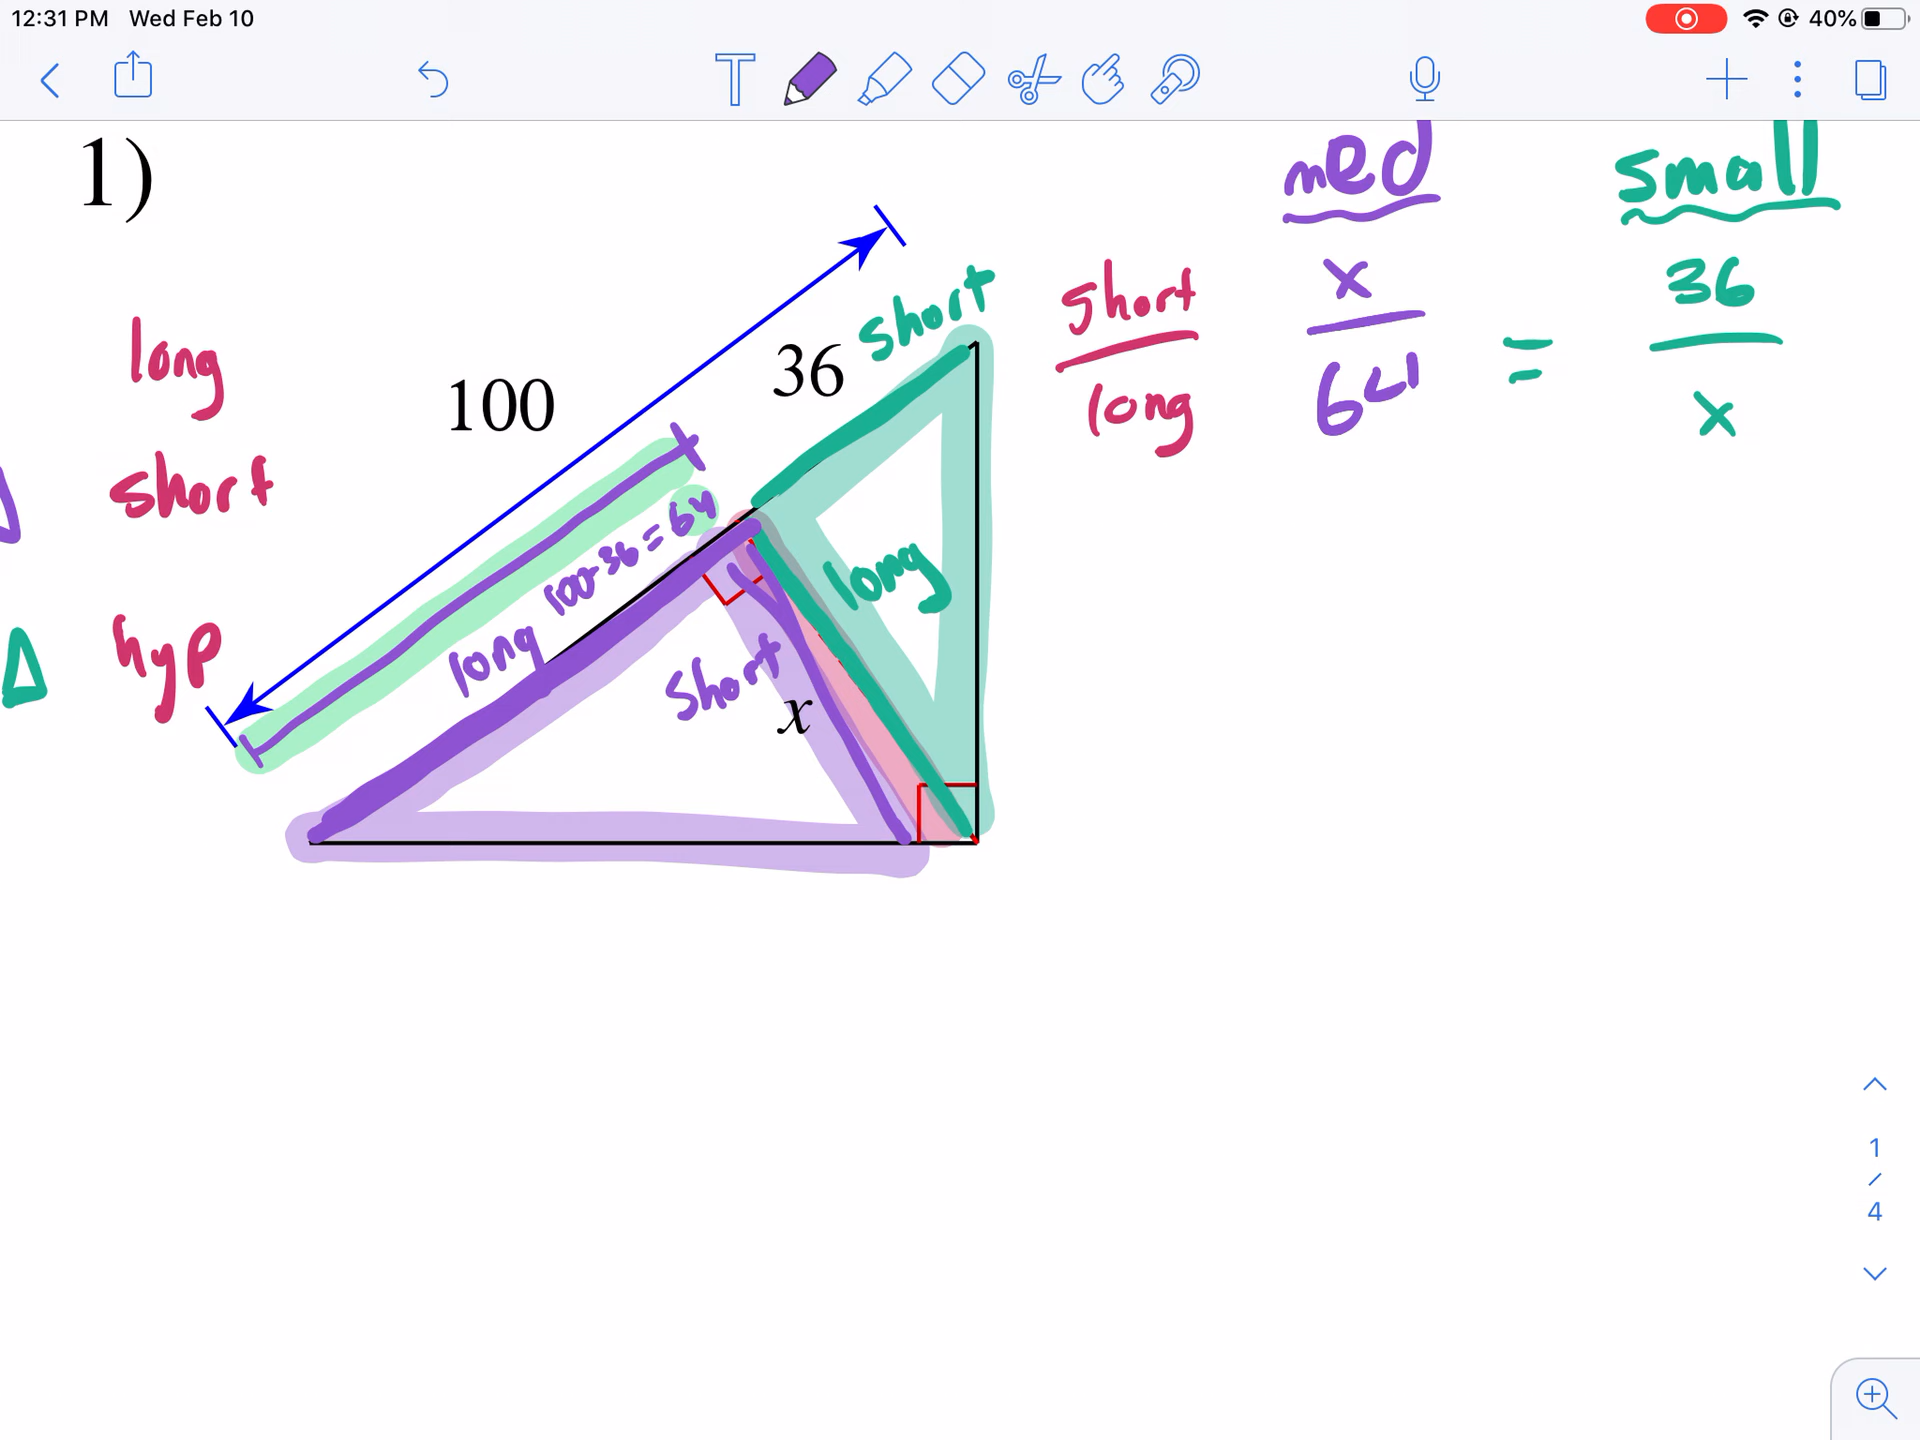 12:31 PM Wed Feb 10
40%
1)
med
small
short
long
x
64
=
36
x
long
short
hyp
100
36
short
100-36=64
long
short
long
x
1
/
4